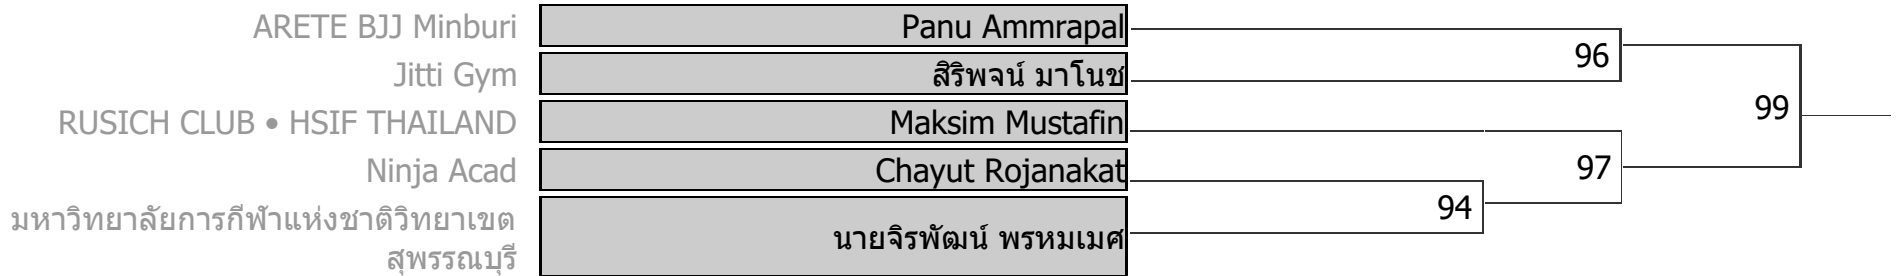 ARETE BJJ Minburi
Panu Ammrapal
96
Jitti Gym
สิริพจน์ มาโนช
RUSICH CLUB • HSIF THAILAND
Maksim Mustafin
99
Ninja Acad
Chayut Rojanakat
97
94
มหาวิทยาลัยการกีฬาแห่งชาติวิทยาเขต
สุพรรณบุรี
นายจิรพัฒน์ พรหมเมศ